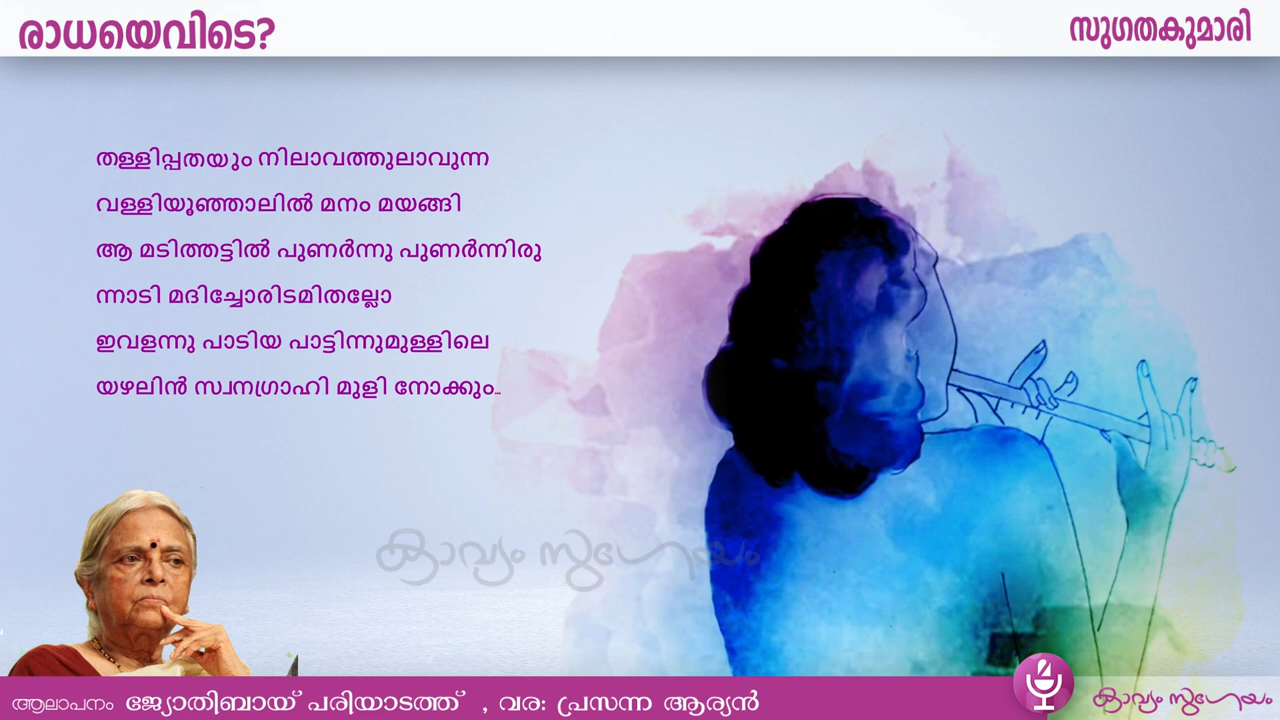 രാധയെവിടെ?
സുഗതകുമാരി
തള്ളിപ്പതയും നിലാവത്തുലാവുന്ന
വള്ളിയൂഞ്ഞാലിൽ മനം മയങ്ങി
ആ മടിത്തട്ടിൽ പുണർന്നു പുണർന്നിരു
ന്നാടി മദിച്ചോരിടമിതല്ലോ
ഇവളന്നു പാടിയ പാട്ടിന്നുമുള്ളിലെ
യഴലിൻ സ്വനഗ്രാഹി മുളി നോക്കും..
കാവ്യം സുഗേയം
ആലാപനം ജ്യോതിബായ് പരിയാടത്ത് , വര: പ്രസന്ന ആര്യൻ
കാവ്യം സുഗേയം